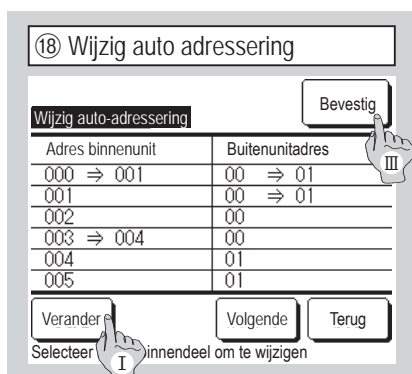 ⑱ Wijzig auto adressering
Bevestig
Wijzig auto-adressering
Adres binnenunit Buitenunitadres
000 ⇒ 001 00 ⇒ 01
001 00 ⇒ 01
002 00
003 ⇒ 004 00
004 01
005 01
III
Verander Volgende Terug
Selecteer innendeel om te wijzigen
I